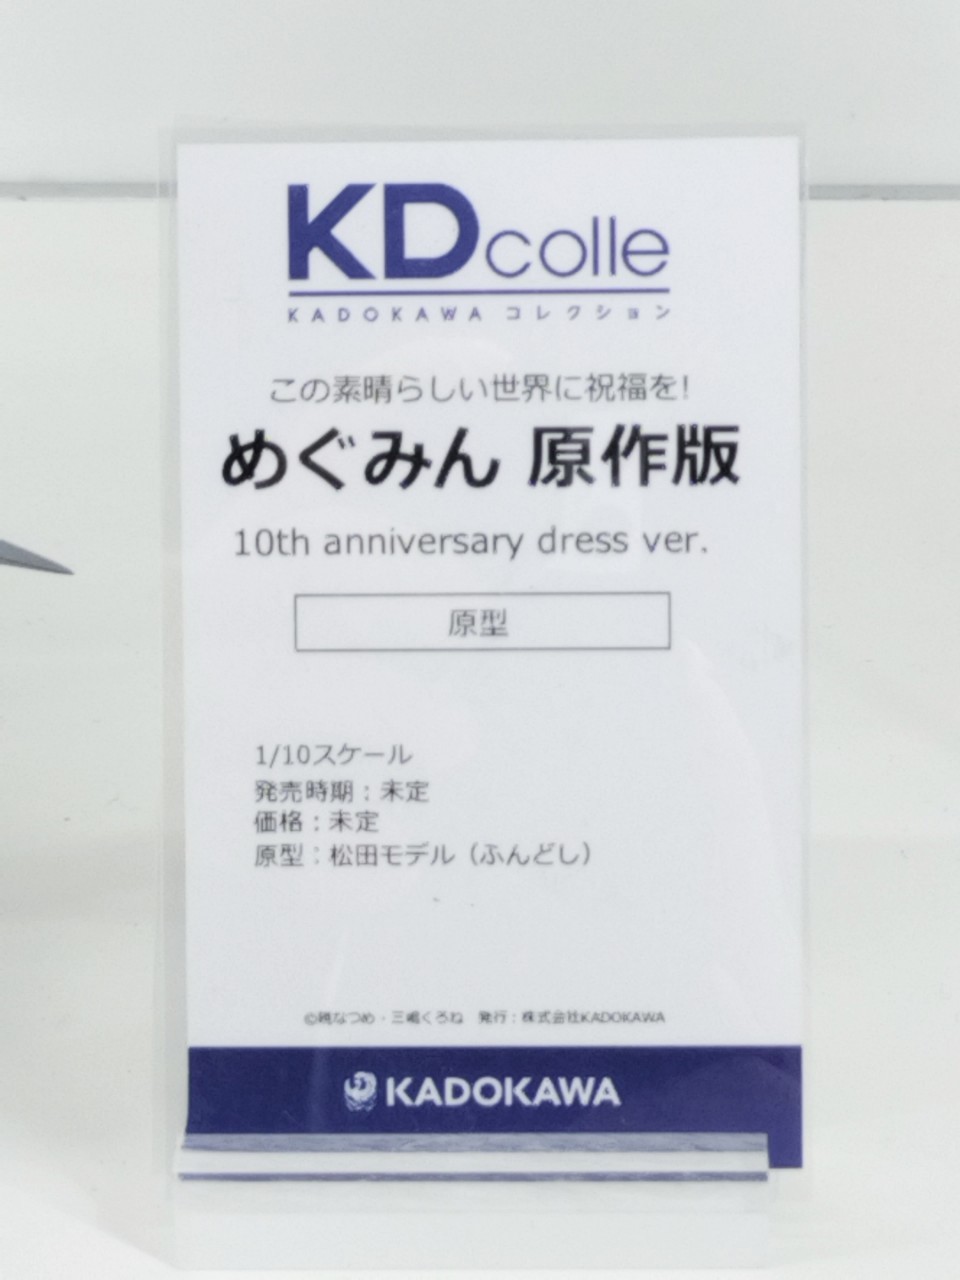 KDcolle
KADOKAWA コレクション
この素晴らしい世界に祝福を!
めぐみん 原作版
10th anniversary dress ver.
原型
1/10スケール
発売時期：未定
価格：未定
原型：松田モデル（ふんどし）
©暁なつめ・三嶋くろね　発行：株式会社KADOKAWA
KADOKAWA